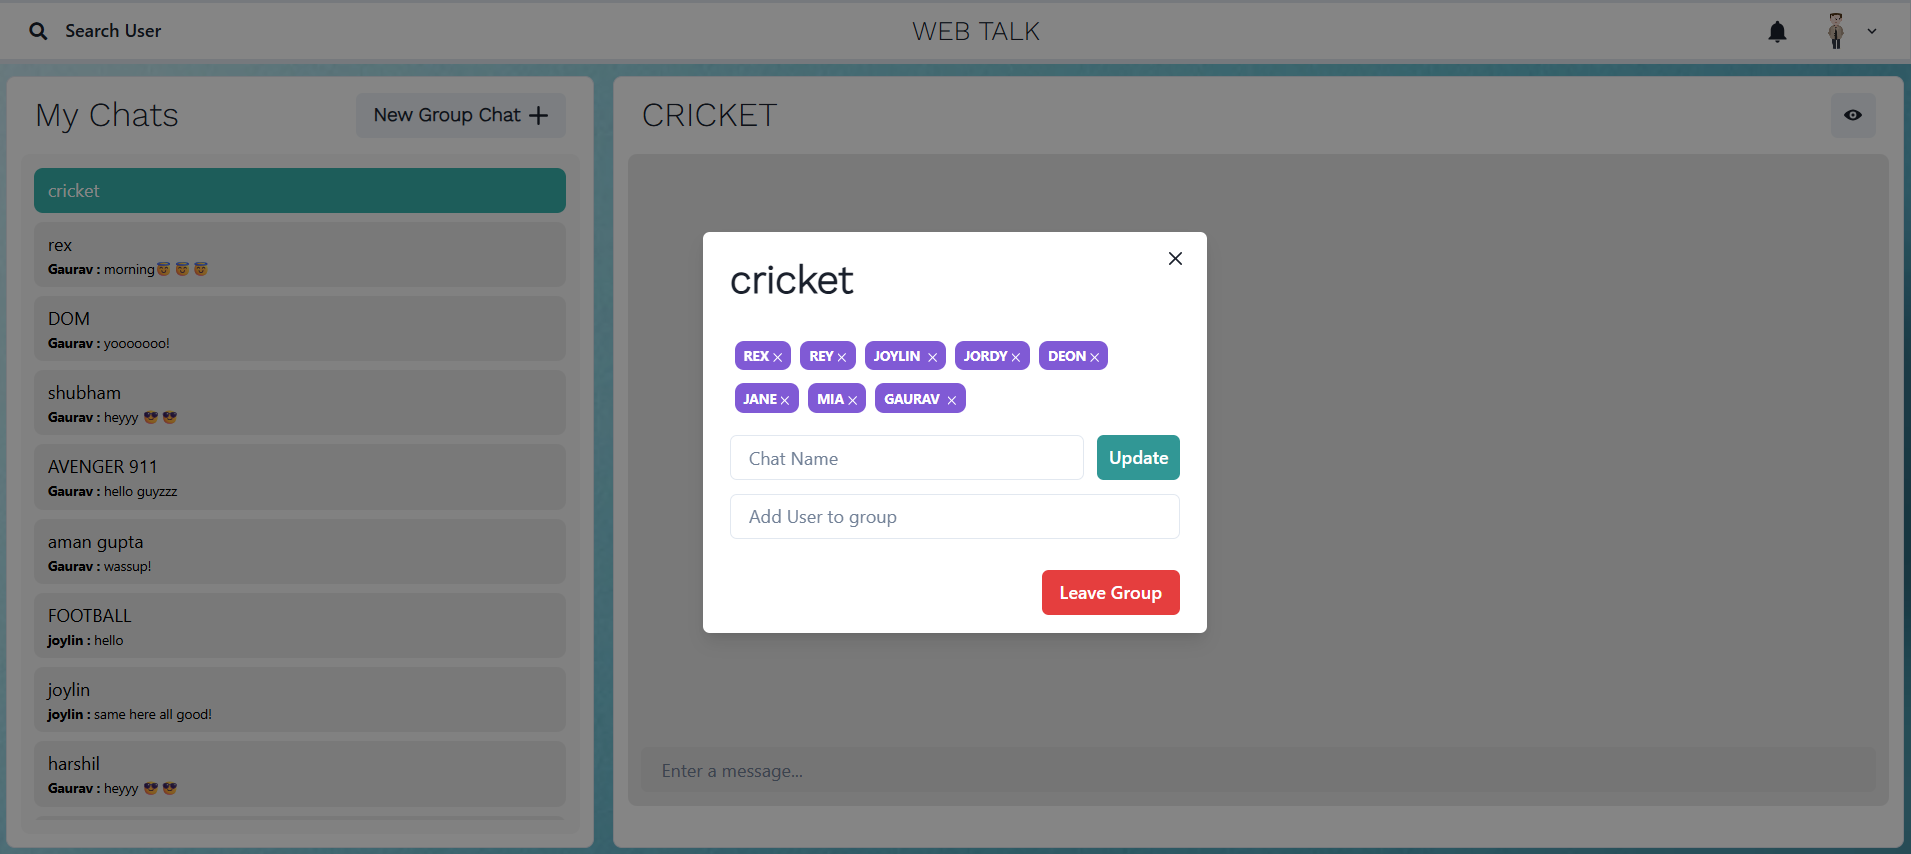 Search User
WEB TALK
My Chats
New Group Chat
cricket
rex
Gaurav : morning😇 😇 😇
DOM
Gaurav : yooooooo!
shubham
Gaurav : heyyy 😎 😎
AVENGER 911
Gaurav : hello guyzzz
aman gupta
Gaurav : wassup!
FOOTBALL
joylin : hello
joylin
joylin : same here all good!
harshil
Gaurav : heyyy 😎 😎
CRICKET
Enter a message...
cricket
REX REY JOYLIN JORDY DEON
JANE MIA GAURAV
Chat Name
Update
Add User to group
Leave Group